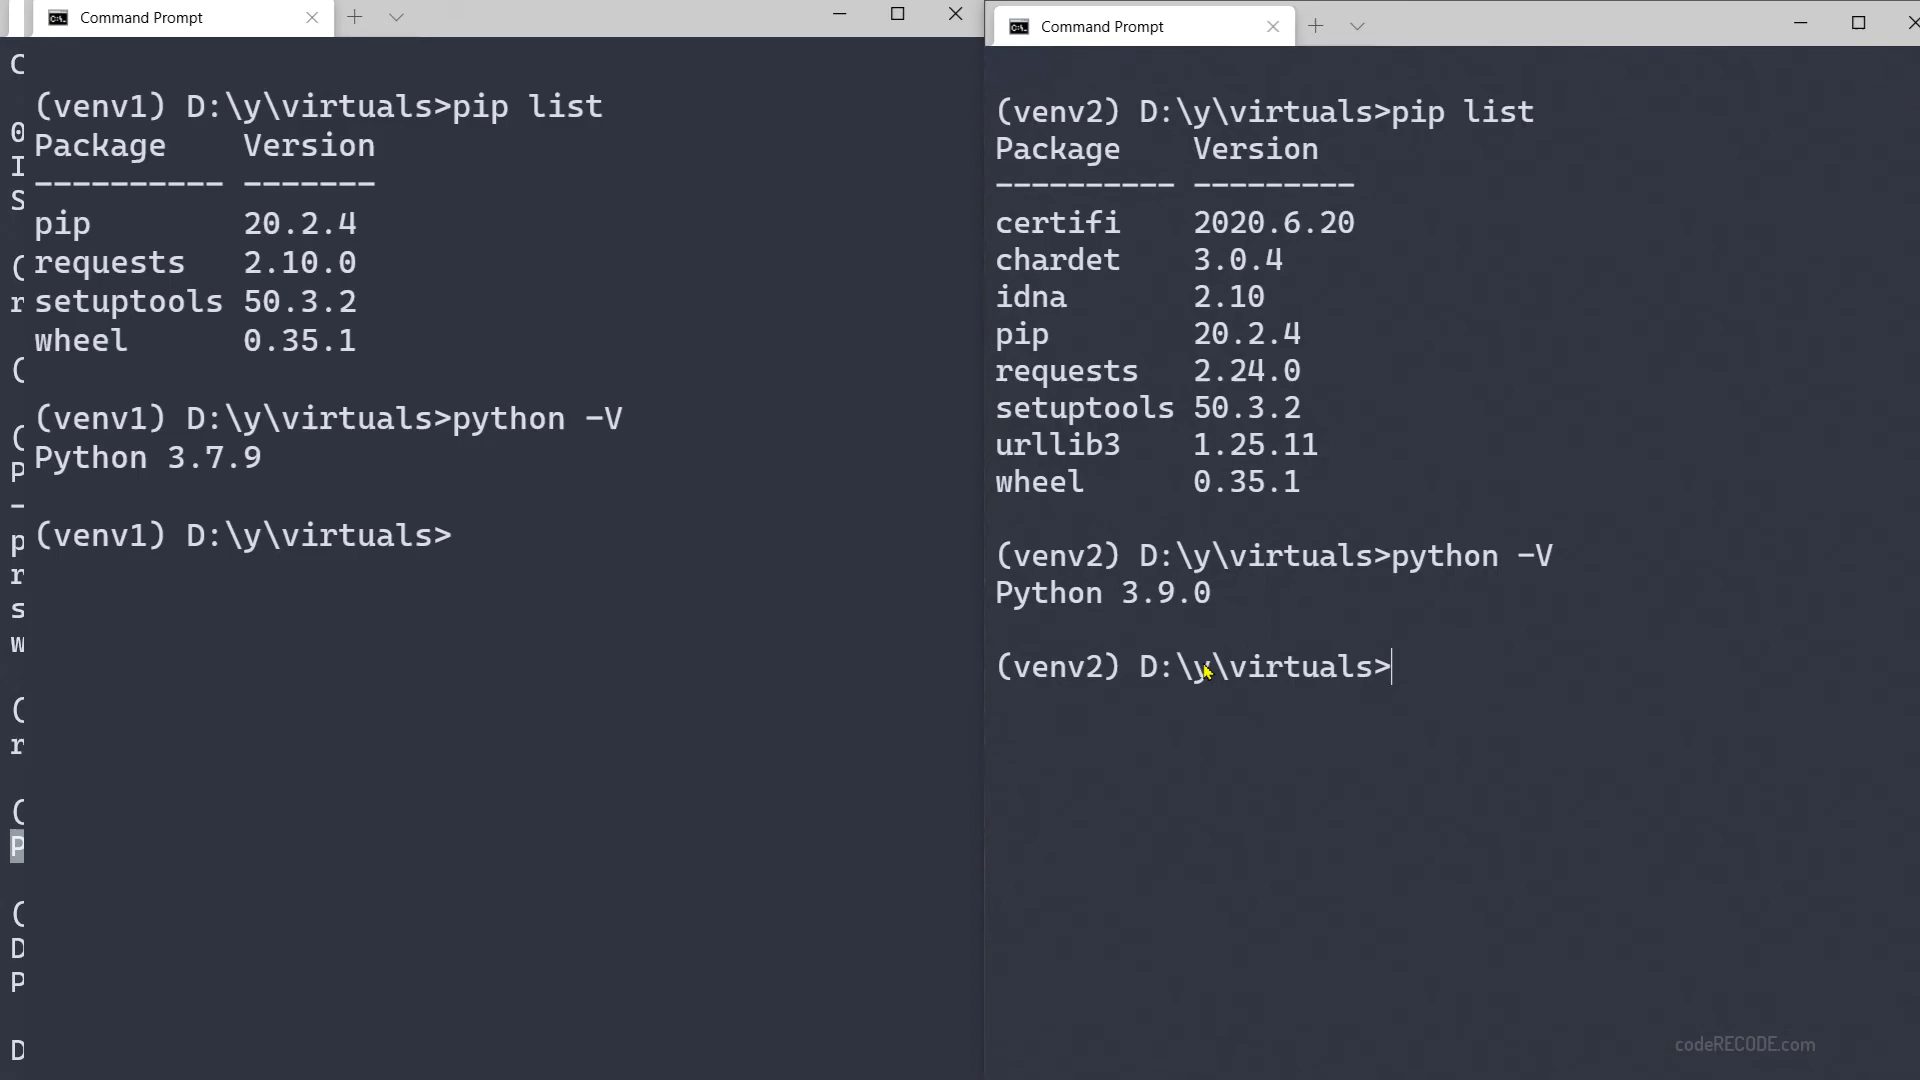 Command Prompt
(venv1) D:\y\virtuals>pip list
Package    Version
---------- -------
pip        20.2.4
requests   2.10.0
setuptools 50.3.2
wheel      0.35.1
(venv1) D:\y\virtuals>python -V
Python 3.7.9
(venv1) D:\y\virtuals>
Command Prompt
(venv2) D:\y\virtuals>pip list
Package    Version
---------- ---------
certifi    2020.6.20
chardet    3.0.4
idna       2.10
pip        20.2.4
requests   2.24.0
setuptools 50.3.2
urllib3    1.25.11
wheel      0.35.1
(venv2) D:\y\virtuals>python -V
Python 3.9.0
(venv2) D:\y\virtuals>
codeRECODE.com